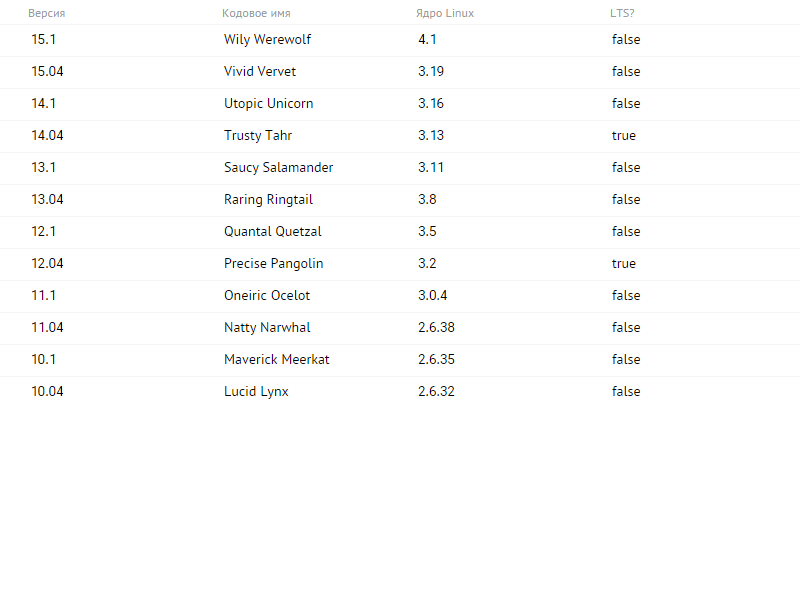 Версия Кодовое имя Ядро Linux LTS?
15.1 Wily Werewolf 4.1 false
15.04 Vivid Vervet 3.19 false
14.1 Utopic Unicorn 3.16 false
14.04 Trusty Tahr 3.13 true
13.1 Saucy Salamander 3.11 false
13.04 Raring Ringtail 3.8 false
12.1 Quantal Quetzal 3.5 false
12.04 Precise Pangolin 3.2 true
11.1 Oneiric Ocelot 3.0.4 false
11.04 Natty Narwhal 2.6.38 false
10.1 Maverick Meerkat 2.6.35 false
10.04 Lucid Lynx 2.6.32 false